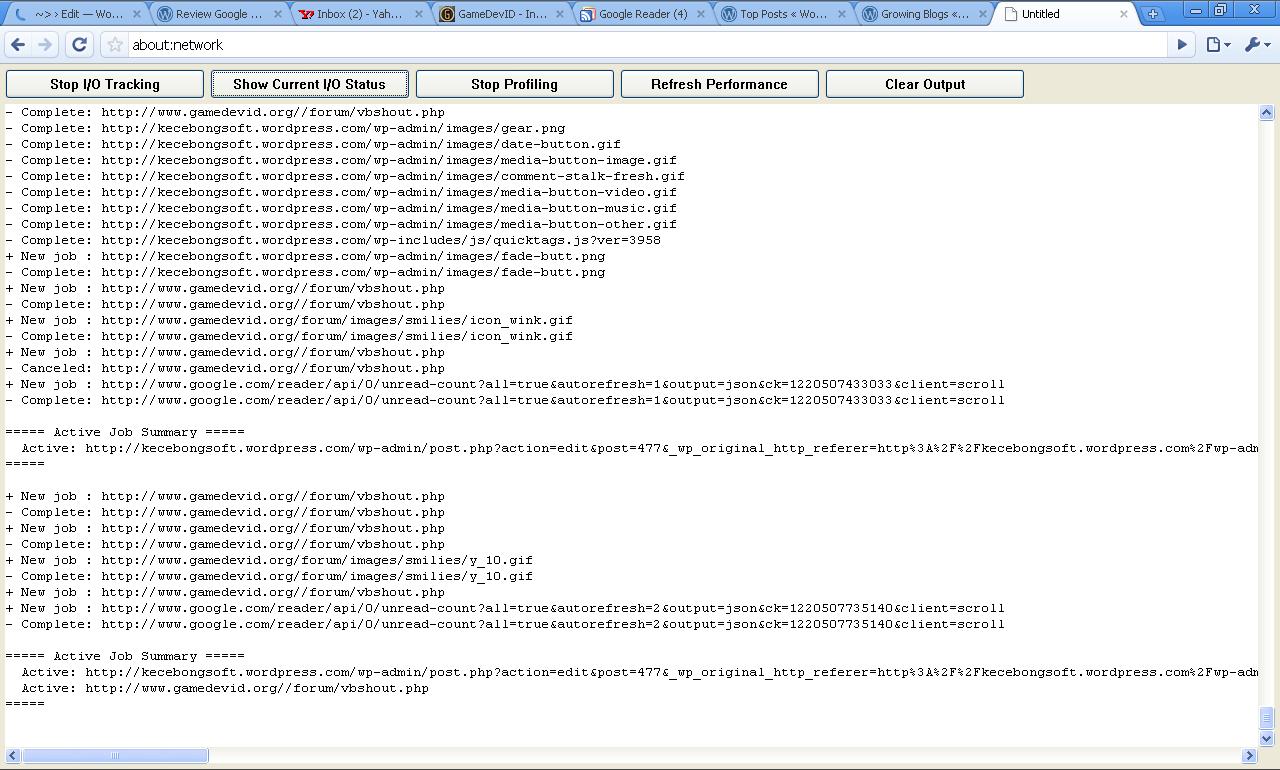 ~> › Edit — Wo...
Review Google ...
Inbox (2) - Yah...
GameDevID - In...
Google Reader (4)
Top Posts « Wo...
Growing Blogs «...
Untitled
about:network
Stop I/O Tracking
Show Current I/O Status
Stop Profiling
Refresh Performance
Clear Output
- Complete: http://www.gamedevid.org//forum/vbshout.php
- Complete: http://kecebongsoft.wordpress.com/wp-admin/images/gear.png
- Complete: http://kecebongsoft.wordpress.com/wp-admin/images/date-button.gif
- Complete: http://kecebongsoft.wordpress.com/wp-admin/images/media-button-image.gif
- Complete: http://kecebongsoft.wordpress.com/wp-admin/images/comment-stalk-fresh.gif
- Complete: http://kecebongsoft.wordpress.com/wp-admin/images/media-button-video.gif
- Complete: http://kecebongsoft.wordpress.com/wp-admin/images/media-button-music.gif
- Complete: http://kecebongsoft.wordpress.com/wp-admin/images/media-button-other.gif
- Complete: http://kecebongsoft.wordpress.com/wp-includes/js/quicktags.js?ver=3958
+ New job : http://kecebongsoft.wordpress.com/wp-admin/images/fade-butt.png
- Complete: http://kecebongsoft.wordpress.com/wp-admin/images/fade-butt.png
+ New job : http://www.gamedevid.org//forum/vbshout.php
- Complete: http://www.gamedevid.org//forum/vbshout.php
+ New job : http://www.gamedevid.org/forum/images/smilies/icon_wink.gif
- Complete: http://www.gamedevid.org/forum/images/smilies/icon_wink.gif
+ New job : http://www.gamedevid.org//forum/vbshout.php
- Canceled: http://www.gamedevid.org//forum/vbshout.php
+ New job : http://www.google.com/reader/api/0/unread-count?all=true&autorefresh=1&output=json&ck=1220507433033&client=scroll
- Complete: http://www.google.com/reader/api/0/unread-count?all=true&autorefresh=1&output=json&ck=1220507433033&client=scroll
===== Active Job Summary =====
Active: http://kecebongsoft.wordpress.com/wp-admin/post.php?action=edit&post=477&_wp_original_http_referer=http%3A%2F%2Fkecebongsoft.wordpress.com%2Fwp-adm
=====
+ New job : http://www.gamedevid.org//forum/vbshout.php
- Complete: http://www.gamedevid.org//forum/vbshout.php
+ New job : http://www.gamedevid.org//forum/vbshout.php
- Complete: http://www.gamedevid.org//forum/vbshout.php
+ New job : http://www.gamedevid.org/forum/images/smilies/y_10.gif
- Complete: http://www.gamedevid.org/forum/images/smilies/y_10.gif
+ New job : http://www.gamedevid.org//forum/vbshout.php
+ New job : http://www.google.com/reader/api/0/unread-count?all=true&autorefresh=2&output=json&ck=1220507735140&client=scroll
- Complete: http://www.google.com/reader/api/0/unread-count?all=true&autorefresh=2&output=json&ck=1220507735140&client=scroll
===== Active Job Summary =====
Active: http://kecebongsoft.wordpress.com/wp-admin/post.php?action=edit&post=477&_wp_original_http_referer=http%3A%2F%2Fkecebongsoft.wordpress.com%2Fwp-adm
Active: http://www.gamedevid.org//forum/vbshout.php
=====